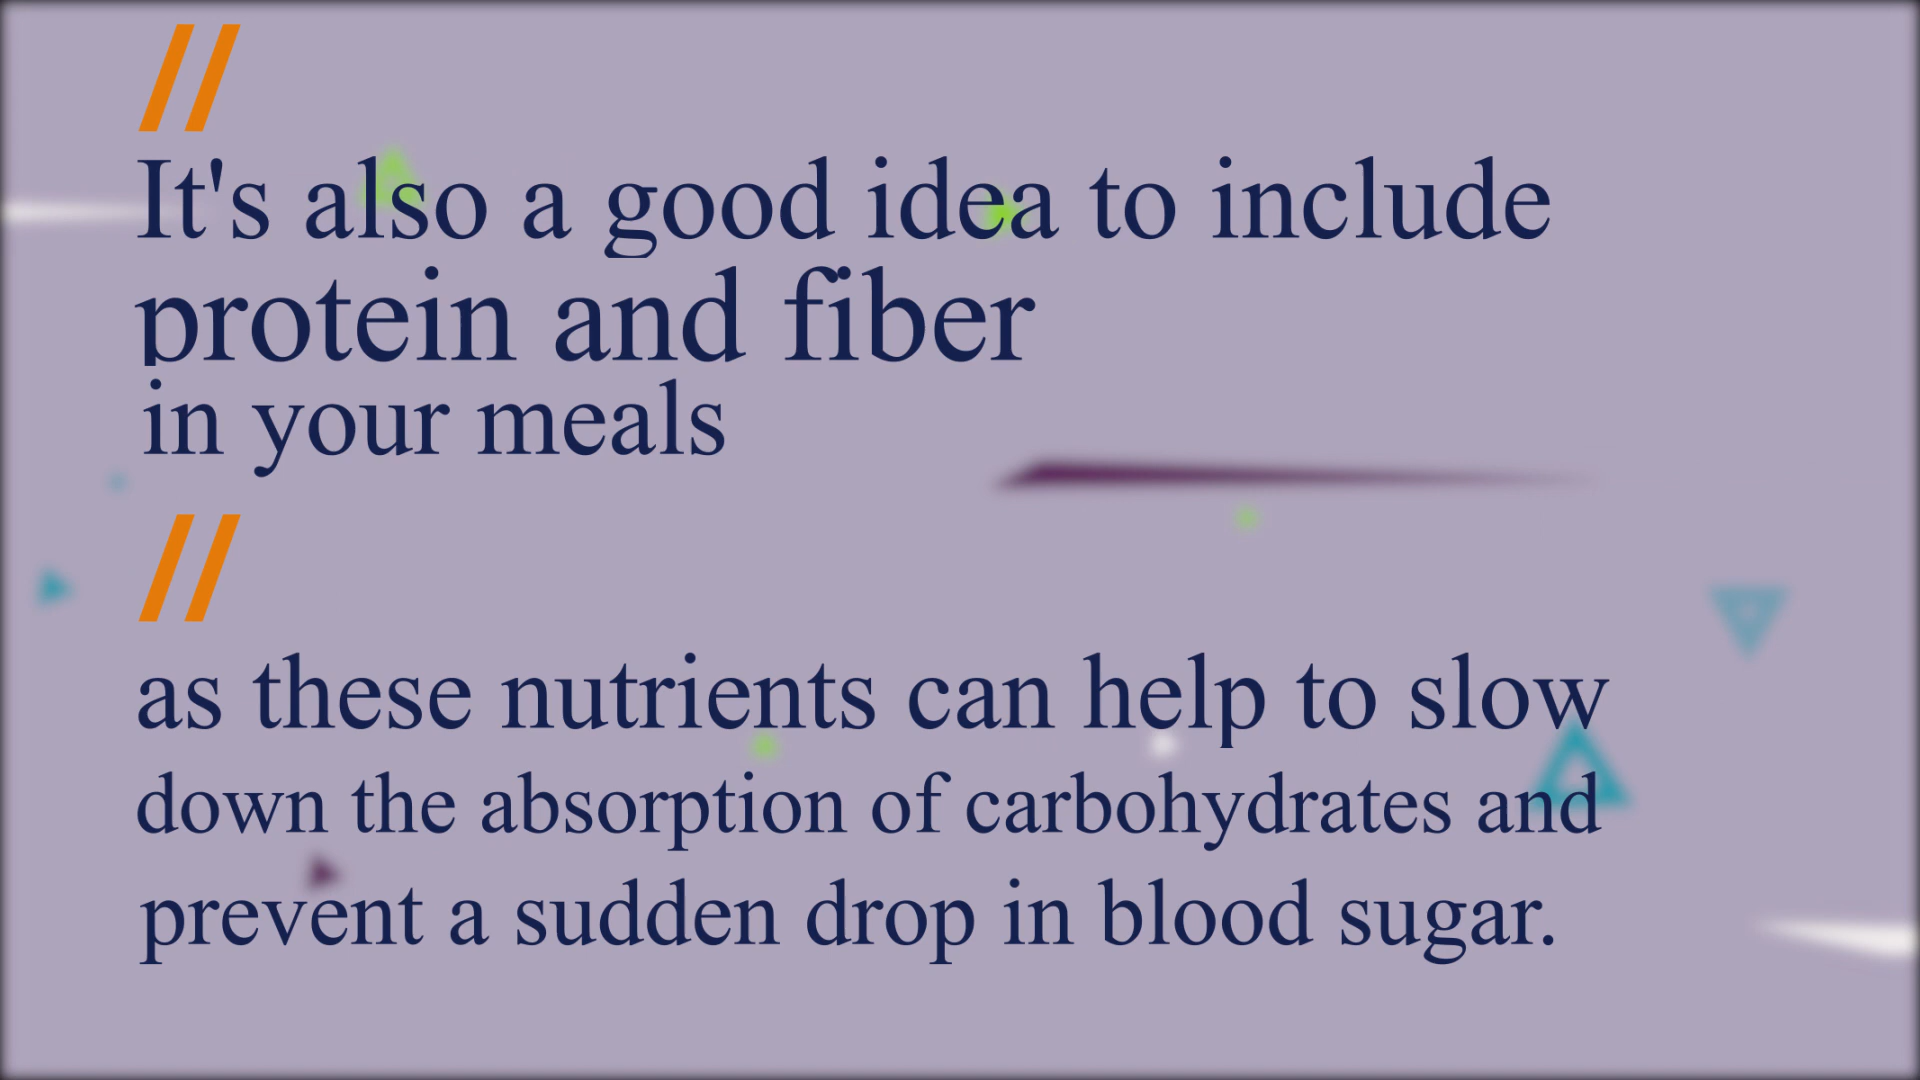 //
It's also a good idea to include
protein and fiber
in your meals
//
as these nutrients can help to slow
down the absorption of carbohydrates and
prevent a sudden drop in blood sugar.